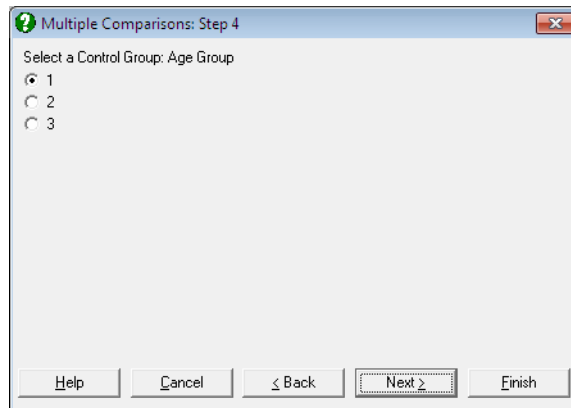 Multiple Comparisons: Step 4
Select a Control Group: Age Group
1
2
3
Help Cancel < Back Next > Finish